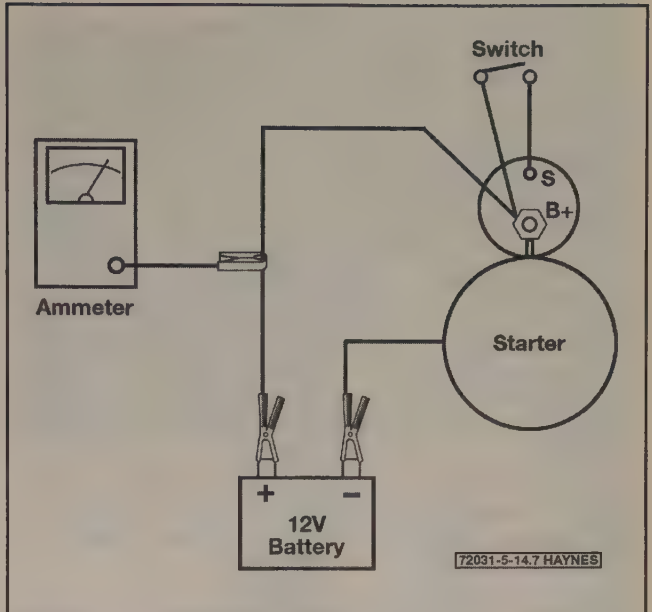 Switch
S
B+
Ammeter
Starter
+ −
12V
Battery
72031-5-14.7 HAYNES